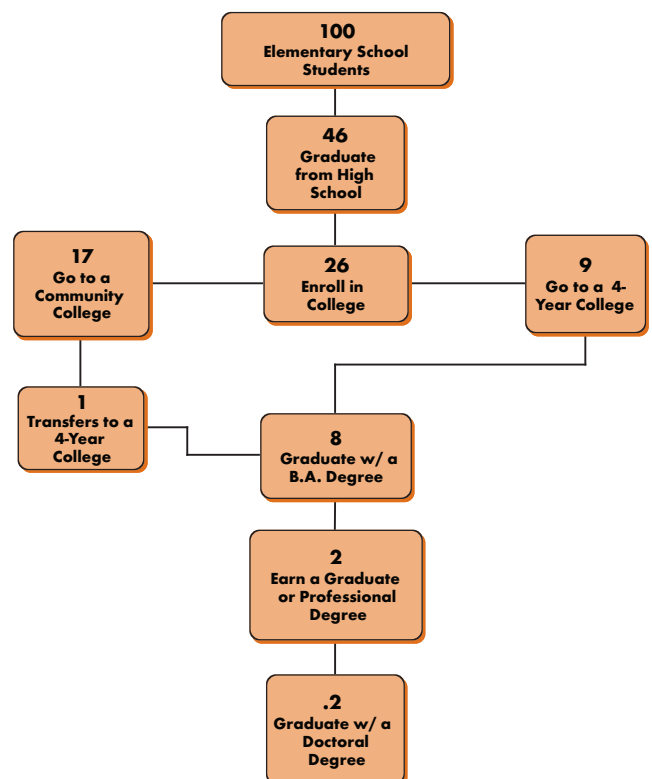 100
Elementary School
Students
46
Graduate
from High
School
17
Go to a
Community
College
26
Enroll in
College
9
Go to a 4-
Year College
1
Transfers to a
4-Year
College
8
Graduate w/ a
B.A. Degree
2
Earn a Graduate
or Professional
Degree
.2
Graduate w/ a
Doctoral
Degree